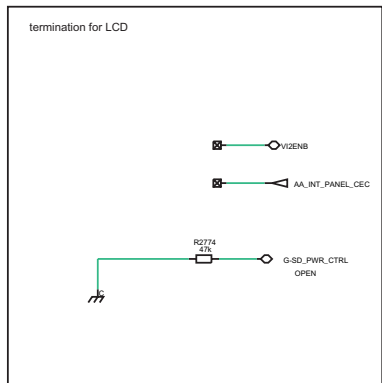 termination for LCD
VI2ENB
AA_INT_PANEL_CEC
R2774
47k
G-SD_PWR_CTRL
OPEN
C